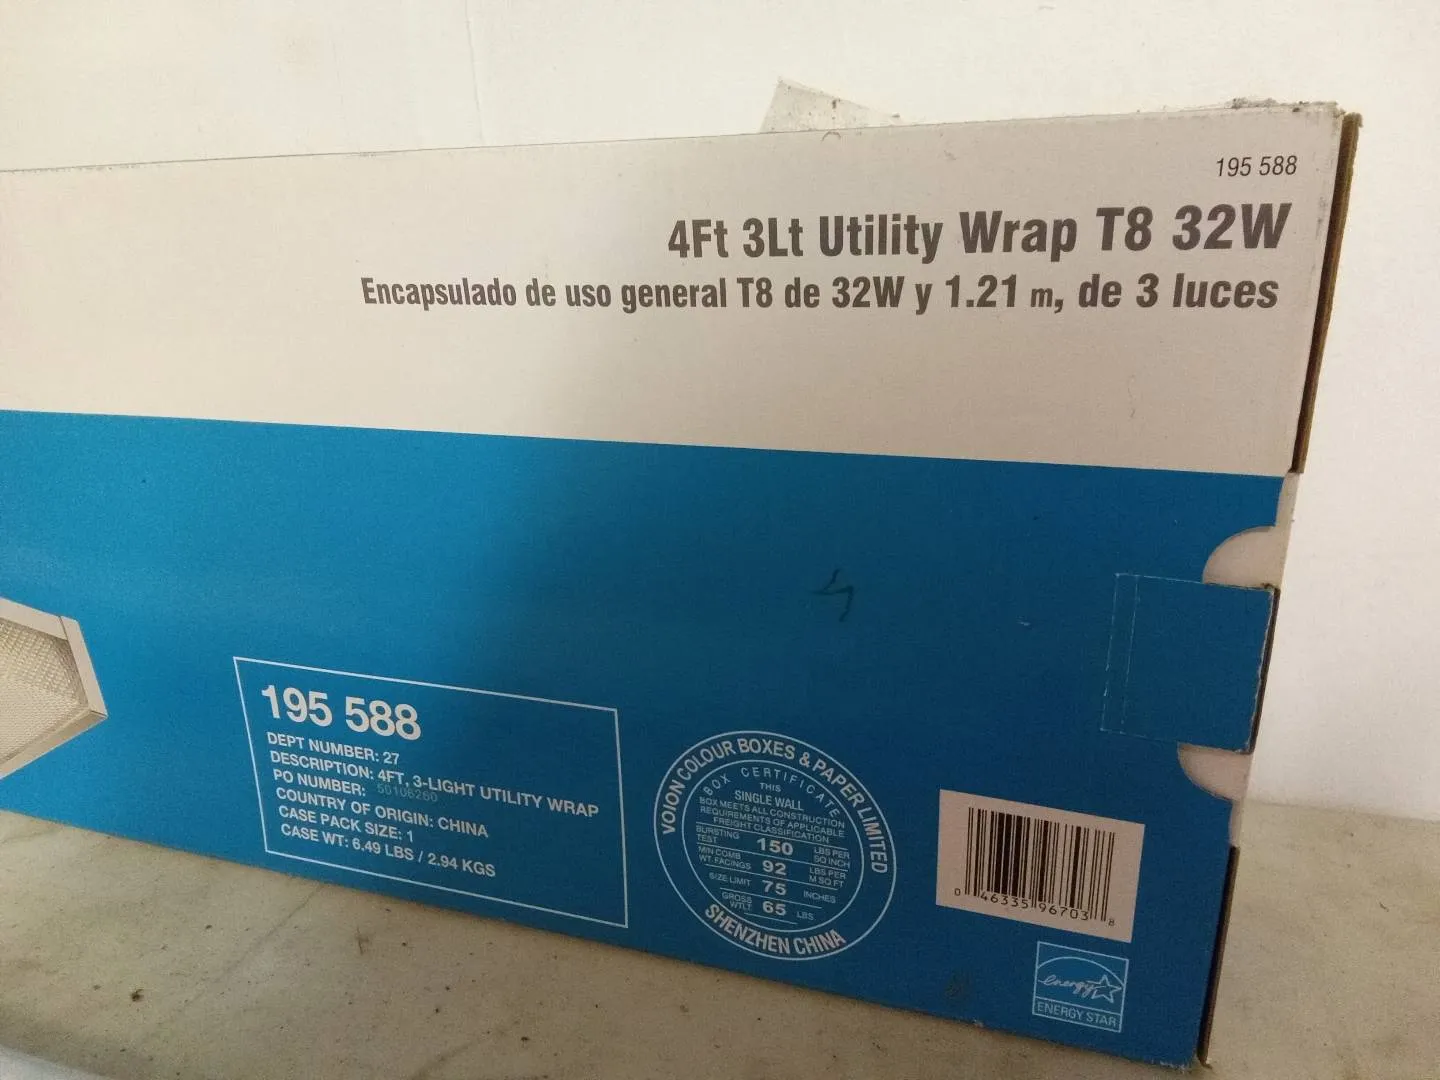 195 588
4Ft 3Lt Utility Wrap T8 32W
Encapsulado de uso general T8 de 32W y 1.21 m, de 3 luces
195 588
DEPT NUMBER: 27
DESCRIPTION: 4FT, 3-LIGHT UTILITY WRAP
PO NUMBER: 50106260
COUNTRY OF ORIGIN: CHINA
CASE PACK SIZE: 1
CASE WT: 6.49 LBS / 2.94 KGS
VOION COLOUR BOXES & PAPER LIMITED
BOX CERTIFICATE
THIS
SINGLE WALL
BOX MEETS ALL CONSTRUCTION
REQUIREMENTS OF APPLICABLE
FREIGHT CLASSIFICATION
BURSTING TEST 150 LBS PER SQ INCH
MIN COMB WT. FACINGS 92 LBS PER M SQ FT
SIZE LIMIT 75 INCHES
GROSS WT LT 65 LBS
SHENZHEN CHINA
0 46335 96703 8
energy
ENERGY STAR